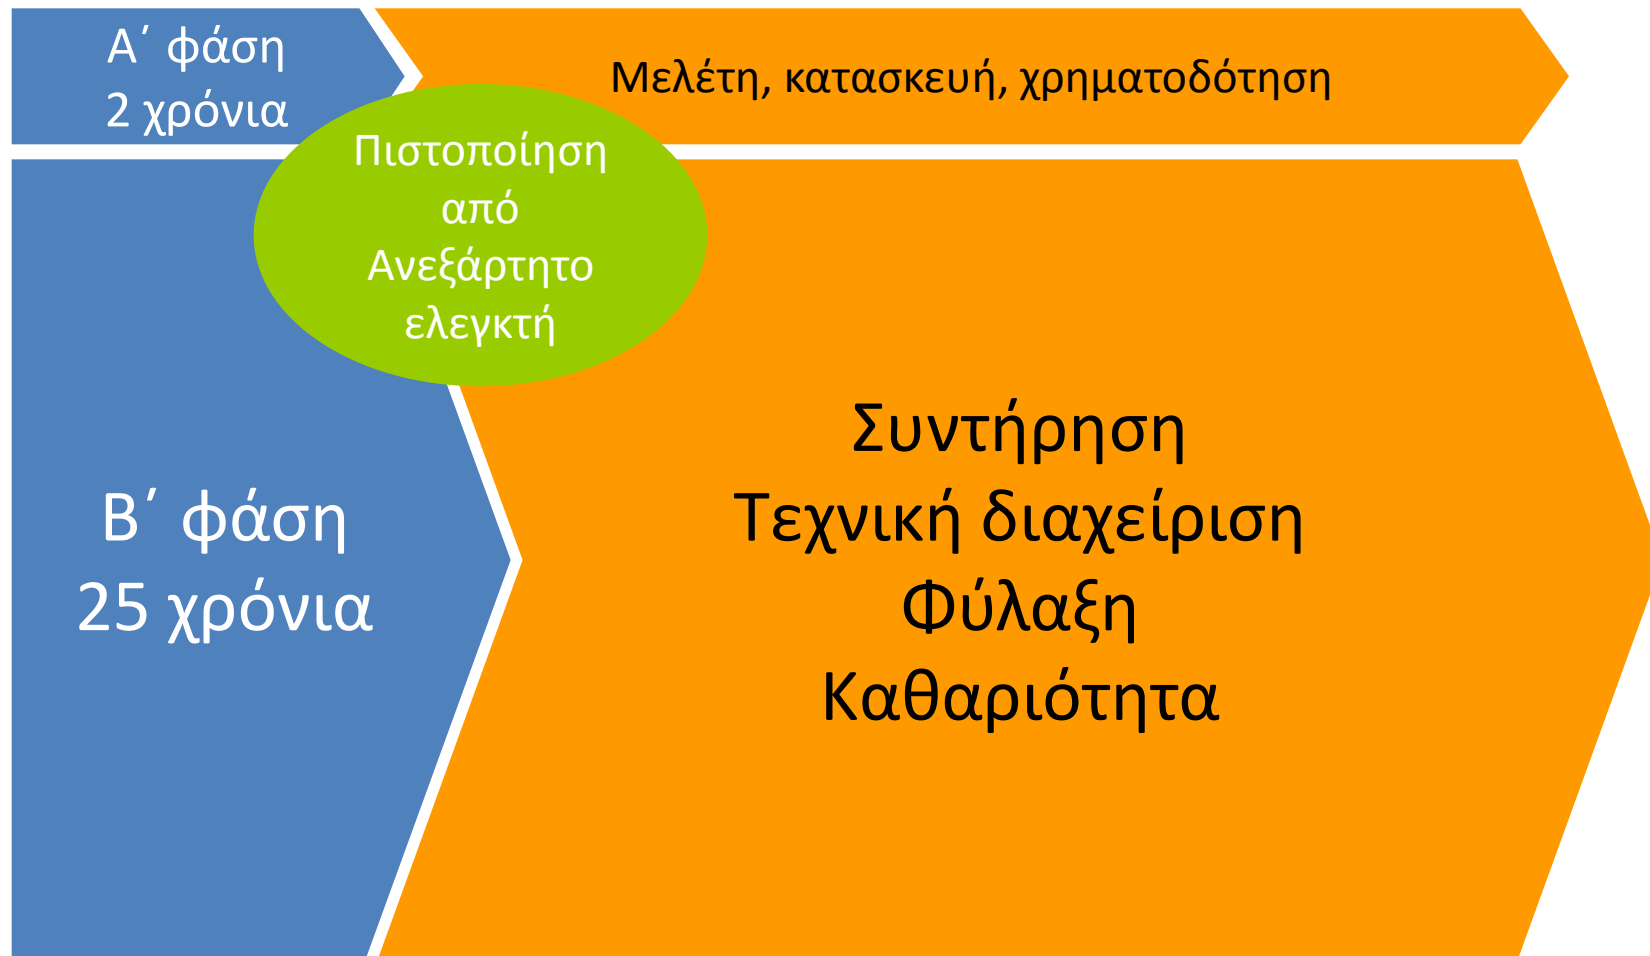 Α΄ φάση
2 χρόνια
Μελέτη, κατασκευή, χρηματοδότηση
Πιστοποίηση
από
Ανεξάρτητο
ελεγκτή
Β΄ φάση
25 χρόνια
Συντήρηση
Τεχνική διαχείριση
Φύλαξη
Καθαριότητα